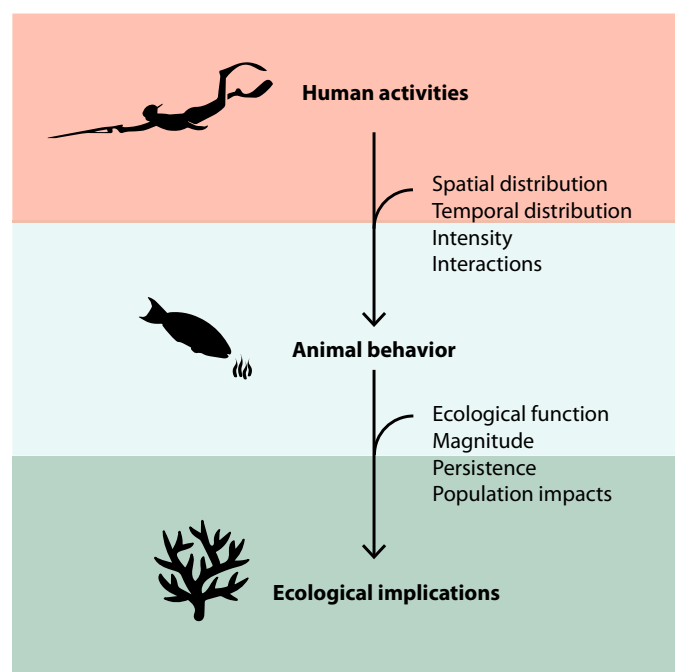 Human activities
Spatial distribution
Temporal distribution
Intensity
Interactions
Animal behavior
Ecological function
Magnitude
Persistence
Population impacts
Ecological implications